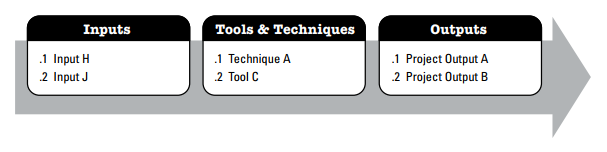 Inputs
.1 Input H
.2 Input J
Tools & Techniques
.1 Technique A
.2 Tool C
Outputs
.1 Project Output A
.2 Project Output B